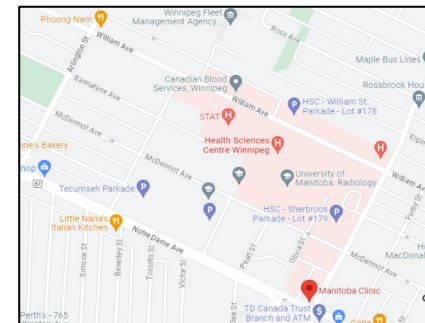 Phuong Nam
Winnipeg Fleet
Management Agency...
Ross Ave
William Ave
Arlington St
Maple Bus Lines
Canadian Blood
Services, Winnipeg
Rossbrook Hou
Bannatyne Ave
William Ave
HSC - William St.
Parkade - Lot #178
STAT
Elgin
McDermot Ave
Health Sciences
Centre Winnipeg
nne's Bakery
McDermot Ave
University of
Manitoba: Radiology
William Av
hop
57
Tecumseh Parkade
HSC - Sherbrook
Parkade - Lot #179
Furby St
Little Nana's
Italian Kitchen
Notre Dame Ave
Pearl St
Olivia St
McDermot Ave
H
MacDonal
Simcoe St
Beverley St
Toronto St
Victor St
Manitoba Clinic
Perth's - 765
TD Canada Trust
Branch and ATM